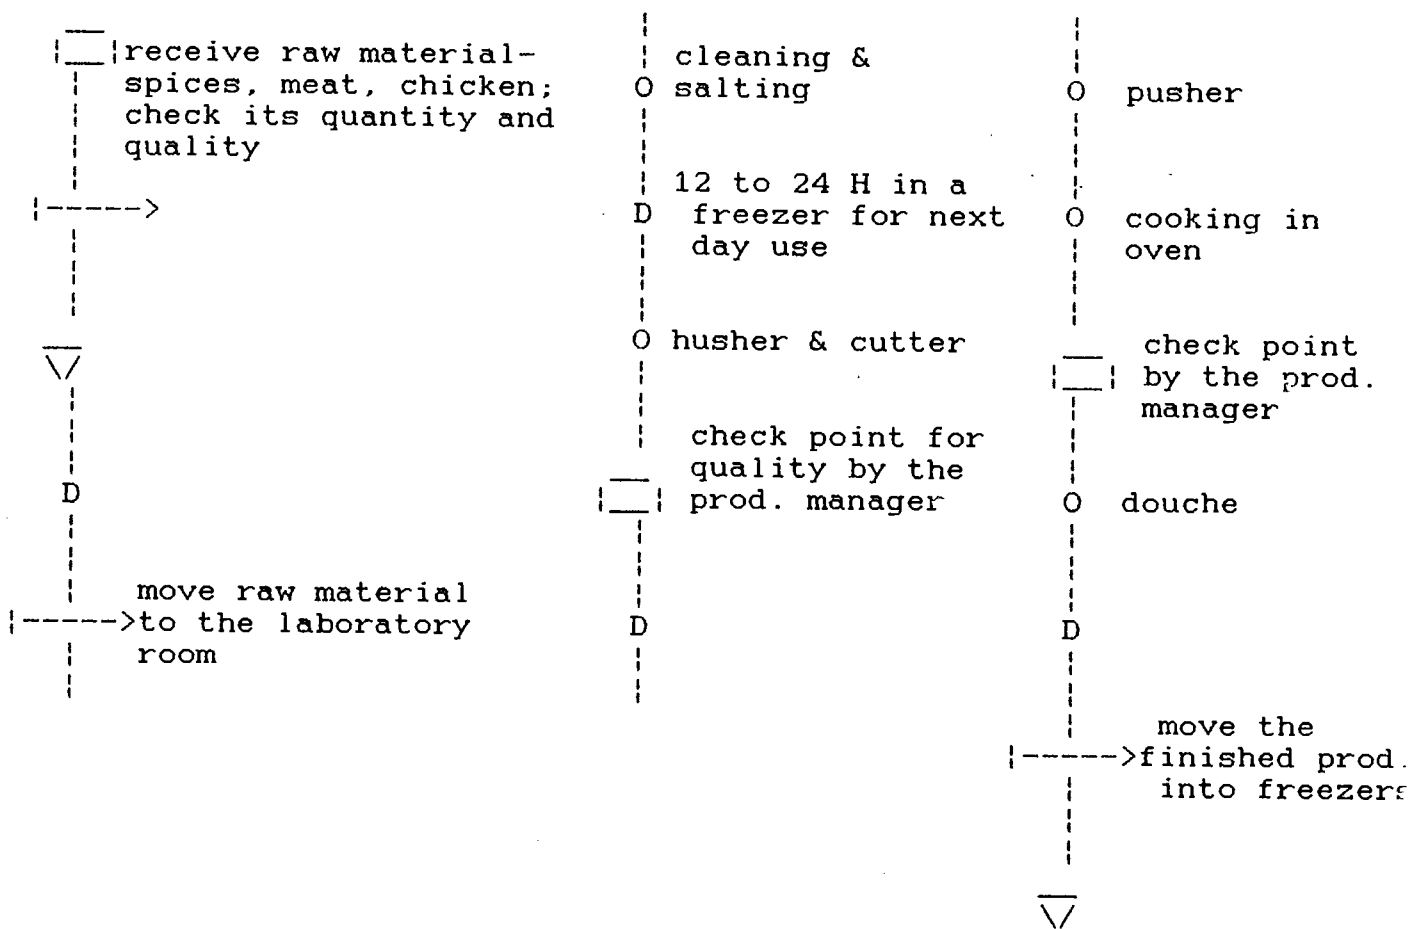 receive raw material-
spices, meat, chicken;
check its quantity and
quality
D
move raw material
to the laboratory
room
cleaning &
O salting
12 to 24 H in a
D freezer for next
day use
O husher & cutter
check point for
quality by the
prod. manager
D
O pusher
O cooking in
oven
check point
by the prod.
manager
O douche
D
move the
finished prod.
into freezers